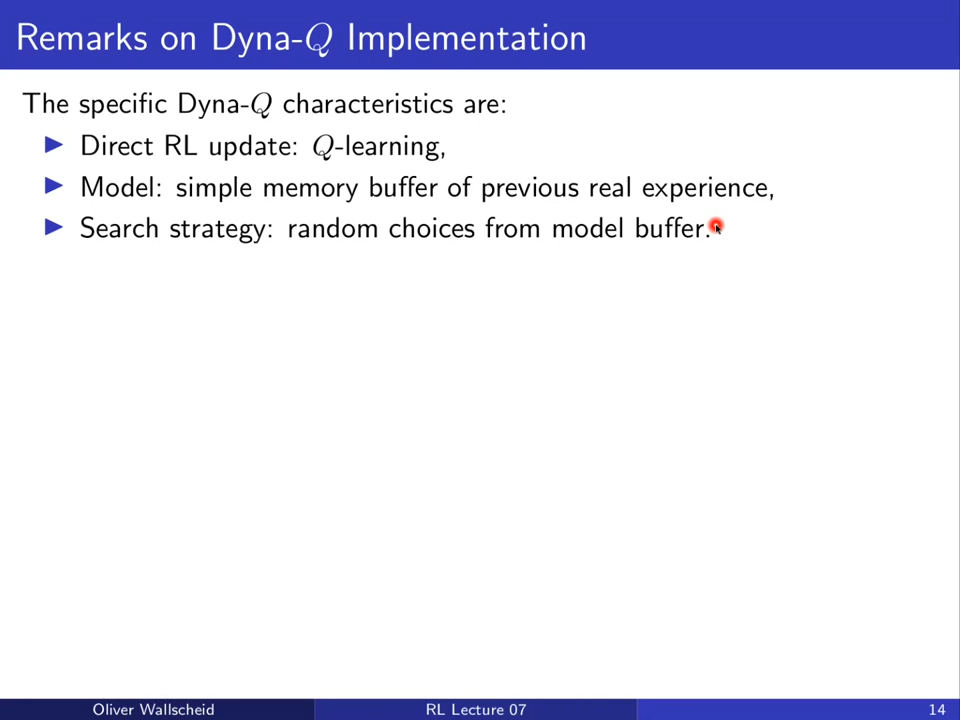 Remarks on Dyna-Q Implementation
The specific Dyna-Q characteristics are:
▶ Direct RL update: Q-learning,
▶ Model: simple memory buffer of previous real experience,
▶ Search strategy: random choices from model buffer.
Oliver Wallscheid
RL Lecture 07
14